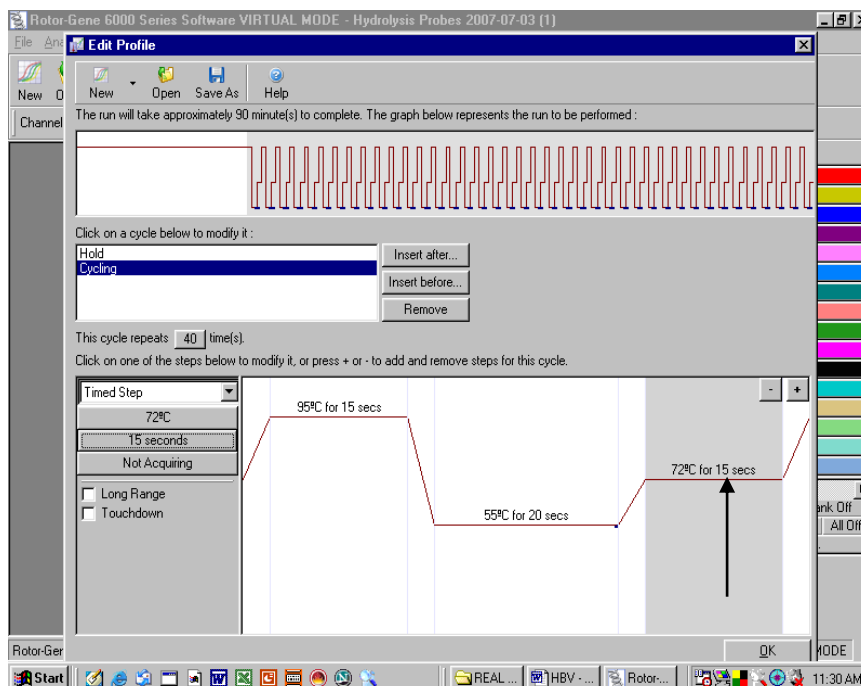 Rotor-Gene 6000 Series Software VIRTUAL MODE - Hydrolysis Probes 2007-07-03 (1)
File Ana
Edit Profile
New O
New Open Save As Help
Channel
The run will take approximately 90 minute(s) to complete. The graph below represents the run to be performed :
Click on a cycle below to modify it :
Hold
Cycling
Insert after...
Insert before...
Remove
This cycle repeats 40 time(s).
Click on one of the steps below to modify it, or press + or - to add and remove steps for this cycle.
Timed Step
72ºC
15 seconds
Not Acquiring
Long Range
Touchdown
95ºC for 15 secs
55ºC for 20 secs
72ºC for 15 secs
- +
ank Off
All Off
OK
Rotor-Ger
MODE
Start
REAL ...
HBV - ...
Rotor-...
11:30 AM